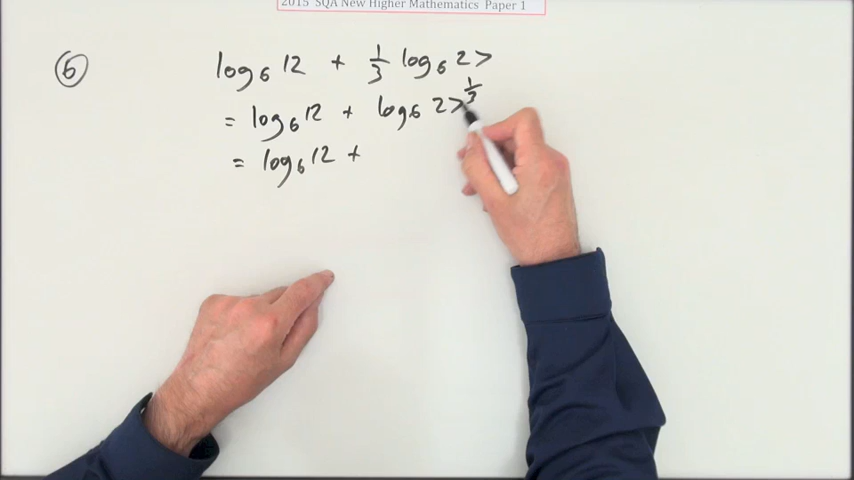 2015 SQA New Higher Mathematics Paper 1
6 log₆ 12 + 1/3 log₆ 27
= log₆ 12 + log₆ 27^1/3
= log₆ 12 +